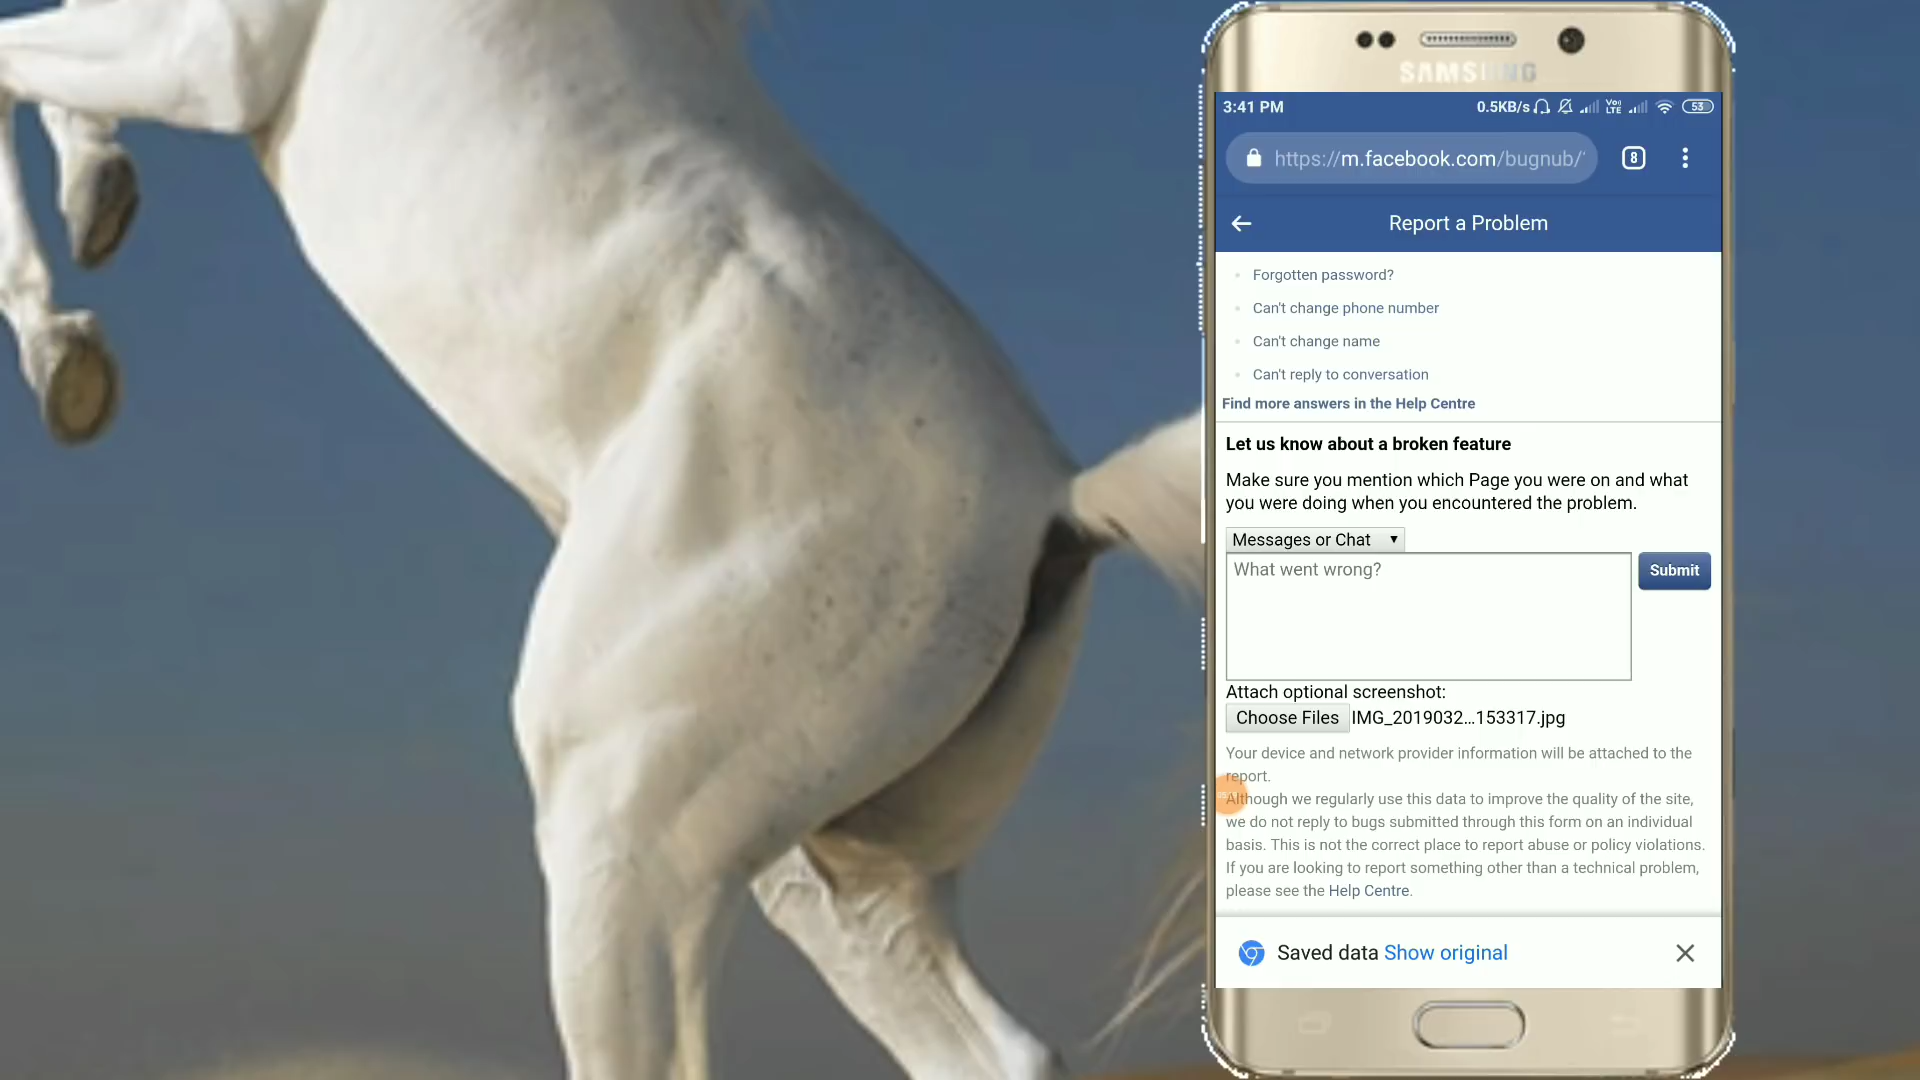 SAMSUNG
3:41 PM 0.5KB/s Vo) LTE 53
https://m.facebook.com/bugnub/ 8
Report a Problem
Forgotten password?
Can't change phone number
Can't change name
Can't reply to conversation
Find more answers in the Help Centre
Let us know about a broken feature
Make sure you mention which Page you were on and what
you were doing when you encountered the problem.
Messages or Chat
What went wrong?
Submit
Attach optional screenshot:
Choose Files IMG_2019032...153317.jpg
Your device and network provider information will be attached to the
report.
Although we regularly use this data to improve the quality of the site,
we do not reply to bugs submitted through this form on an individual
basis. This is not the correct place to report abuse or policy violations.
If you are looking to report something other than a technical problem,
please see the Help Centre.
Saved data Show original